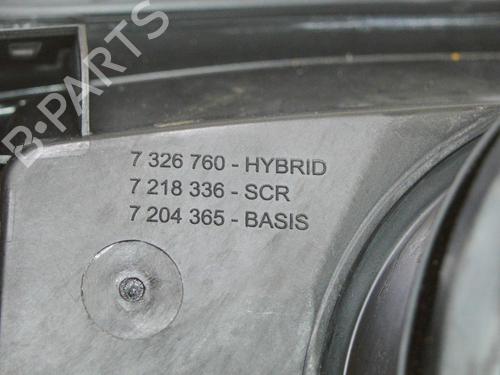 B-PARTS
7 326 760 - HYBRID
7 218 336 - SCR
7 204 365 - BASIS